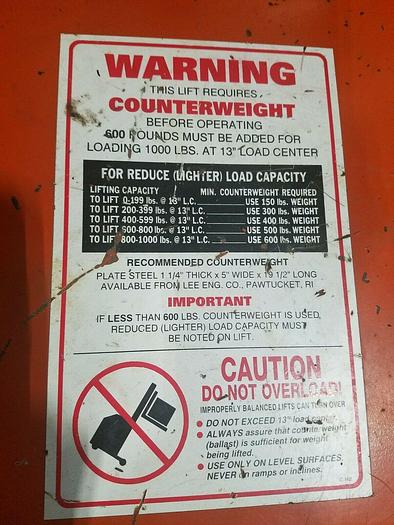 WARNING
THIS LIFT REQUIRES
COUNTERWEIGHT
BEFORE OPERATING
600 POUNDS MUST BE ADDED FOR
LOADING 1000 LBS. AT 13" LOAD CENTER
FOR REDUCE (LIGHTER) LOAD CAPACITY
LIFTING CAPACITY MIN. COUNTERWEIGHT REQUIRED
TO LIFT 0-199 lbs. @ 13" L.C. USE 150 lbs. WEIGHT
TO LIFT 200-399 lbs. @ 13" L.C. USE 300 lbs. WEIGHT
TO LIFT 400-599 lbs. @ 13" L.C. USE 400 lbs. WEIGHT
TO LIFT 600-800 lbs. @ 13" L.C. USE 500 lbs. WEIGHT
TO LIFT 800-1000 lbs. @ 13" L.C. USE 600 lbs. WEIGHT
RECOMMENDED COUNTERWEIGHT
PLATE STEEL 1 1/4" THICK x 5" WIDE x 19 1/2" LONG
AVAILABLE FROM LEE ENG. CO., PAWTUCKET, RI
IMPORTANT
IF LESS THAN 600 LBS. COUNTERWEIGHT IS USED,
REDUCED (LIGHTER) LOAD CAPACITY MUST
BE NOTED ON LIFT.
CAUTION
DO NOT OVERLOAD!
IMPROPERLY BALANCED LIFTS CAN TURN OVER
• DO NOT EXCEED 13" load center
• ALWAYS assure that counterweight
(ballast) is sufficient for weight
being lifted.
• USE ONLY ON LEVEL SURFACES,
NEVER on ramps or inclines.